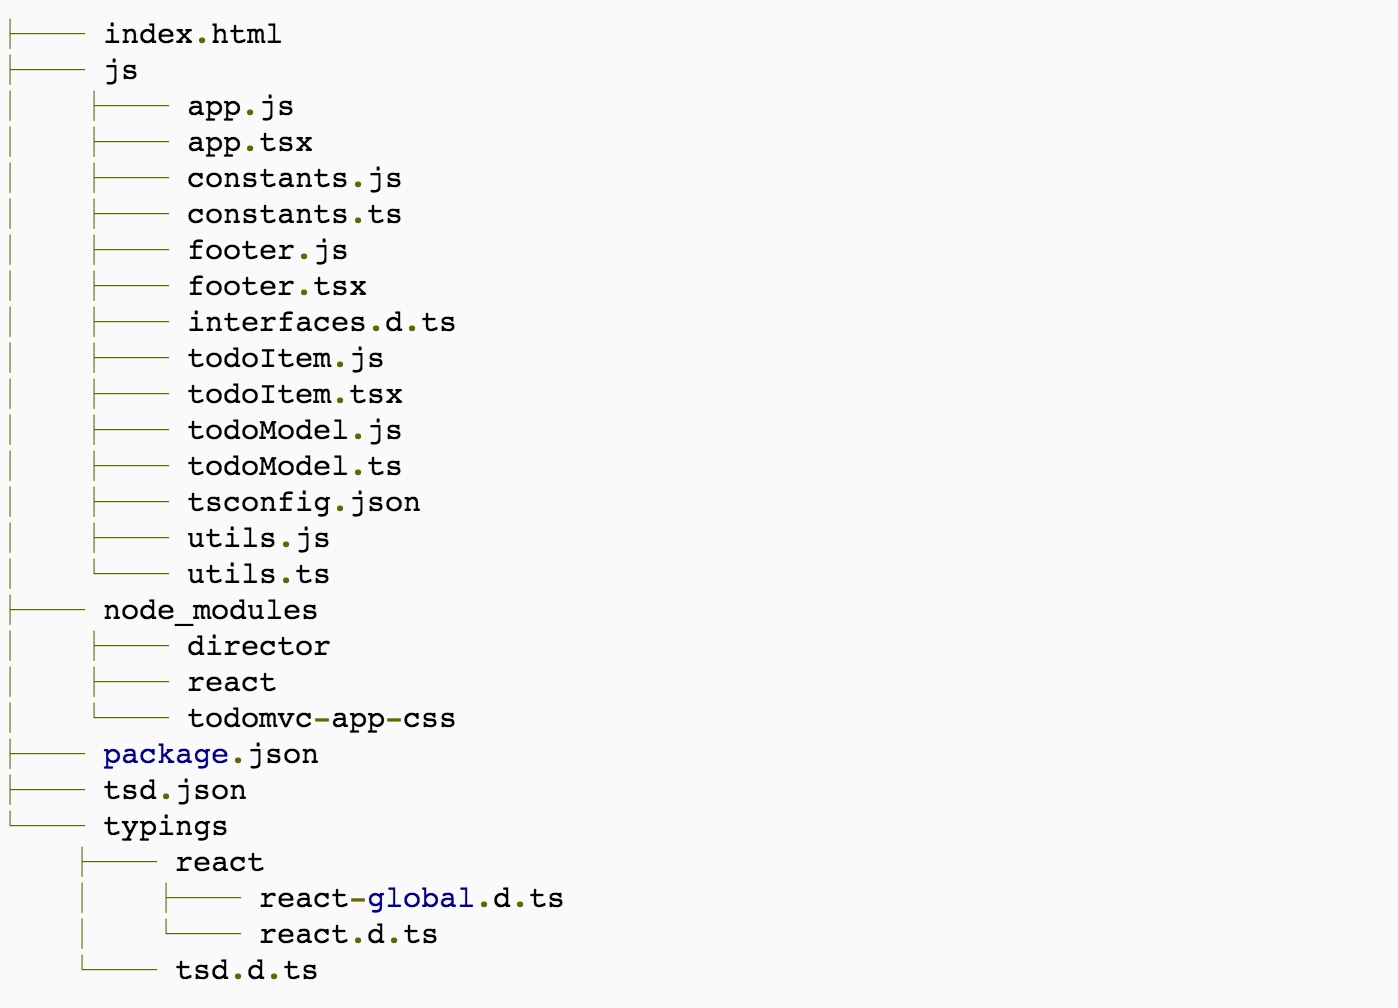 ├── index.html
├── js
│   ├── app.js
│   ├── app.tsx
│   ├── constants.js
│   ├── constants.ts
│   ├── footer.js
│   ├── footer.tsx
│   ├── interfaces.d.ts
│   ├── todoItem.js
│   ├── todoItem.tsx
│   ├── todoModel.js
│   ├── todoModel.ts
│   ├── tsconfig.json
│   ├── utils.js
│   └── utils.ts
├── node_modules
│   ├── director
│   ├── react
│   └── todomvc-app-css
├── package.json
├── tsd.json
└── typings
    ├── react
    │   ├── react-global.d.ts
    │   └── react.d.ts
    └── tsd.d.ts